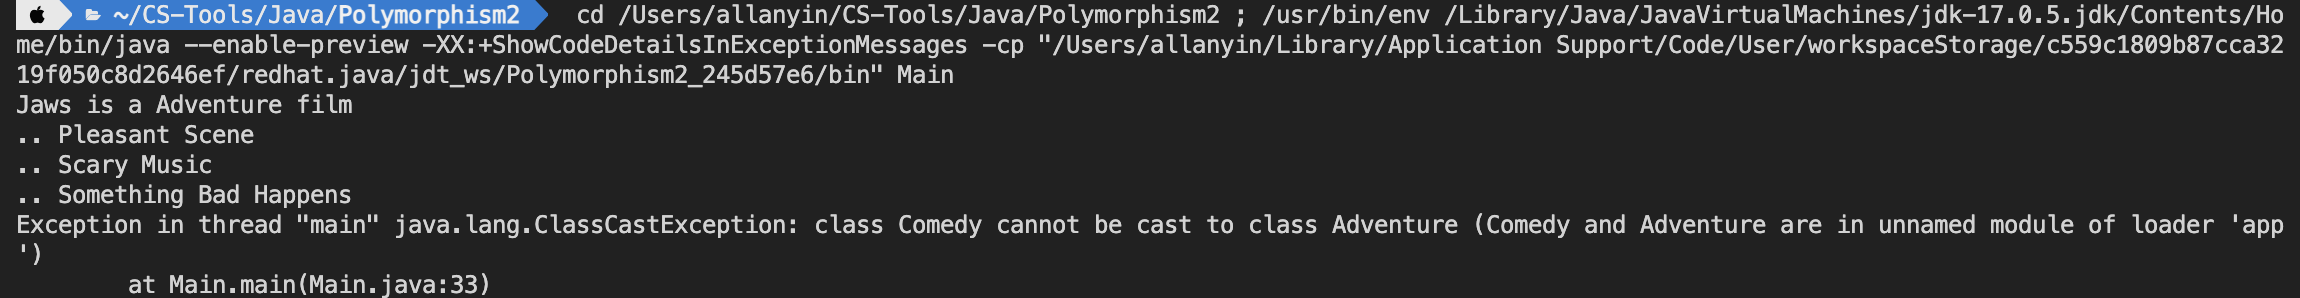 ~/CS-Tools/Java/Polymorphism2 cd /Users/allanyin/CS-Tools/Java/Polymorphism2 ; /usr/bin/env /Library/Java/JavaVirtualMachines/jdk-17.0.5.jdk/Contents/Ho
me/bin/java --enable-preview -XX:+ShowCodeDetailsInExceptionMessages -cp "/Users/allanyin/Library/Application Support/Code/User/workspaceStorage/c559c1809b87cca32
19f050c8d2646ef/redhat.java/jdt_ws/Polymorphism2_245d57e6/bin" Main
Jaws is a Adventure film
.. Pleasant Scene
.. Scary Music
.. Something Bad Happens
Exception in thread "main" java.lang.ClassCastException: class Comedy cannot be cast to class Adventure (Comedy and Adventure are in unnamed module of loader 'app
')
at Main.main(Main.java:33)